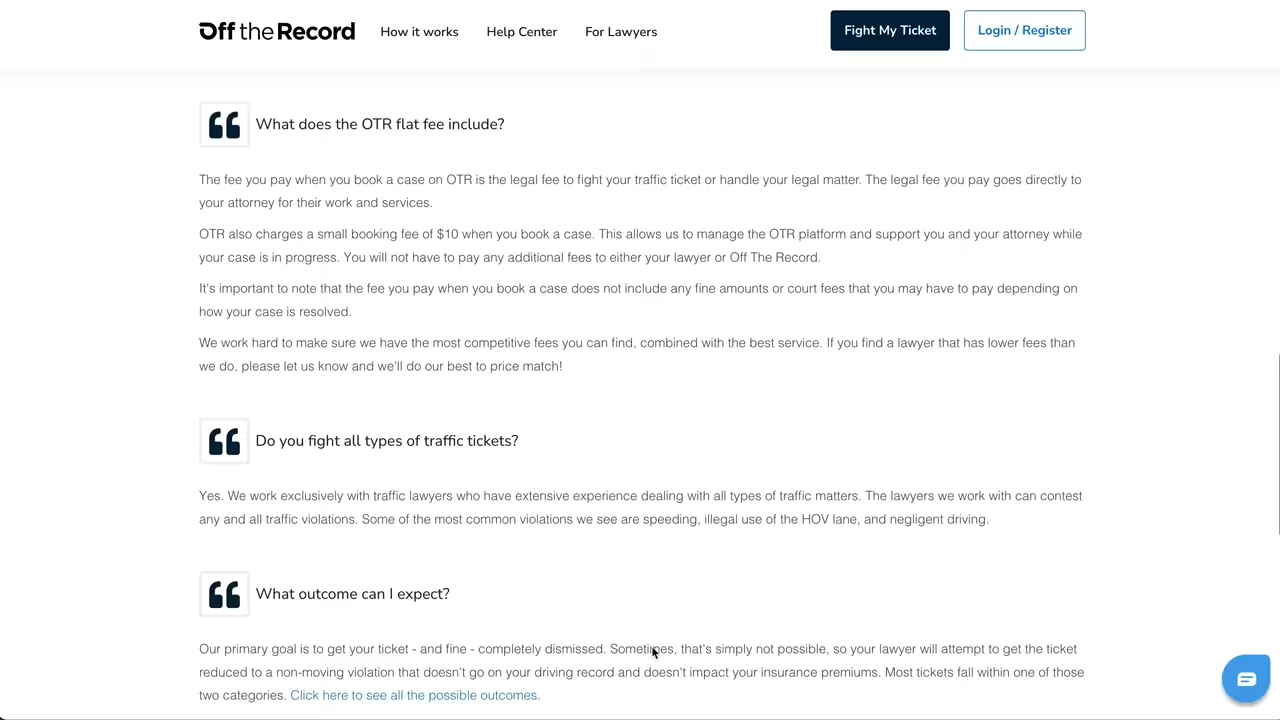 Off the Record
How it works
Help Center
For Lawyers
Fight My Ticket
Login / Register
What does the OTR flat fee include?
The fee you pay when you book a case on OTR is the legal fee to fight your traffic ticket or handle your legal matter. The legal fee you pay goes directly to
your attorney for their work and services.
OTR also charges a small booking fee of $10 when you book a case. This allows us to manage the OTR platform and support you and your attorney while
your case is in progress. You will not have to pay any additional fees to either your lawyer or Off The Record.
It's important to note that the fee you pay when you book a case does not include any fine amounts or court fees that you may have to pay depending on
how your case is resolved.
We work hard to make sure we have the most competitive fees you can find, combined with the best service. If you find a lawyer that has lower fees than
we do, please let us know and we'll do our best to price match!
Do you fight all types of traffic tickets?
Yes. We work exclusively with traffic lawyers who have extensive experience dealing with all types of traffic matters. The lawyers we work with can contest
any and all traffic violations. Some of the most common violations we see are speeding, illegal use of the HOV lane, and negligent driving.
What outcome can I expect?
Our primary goal is to get your ticket - and fine - completely dismissed. Sometimes, that's simply not possible, so your lawyer will attempt to get the ticket
reduced to a non-moving violation that doesn't go on your driving record and doesn't impact your insurance premiums. Most tickets fall within one of those
two categories. Click here to see all the possible outcomes.